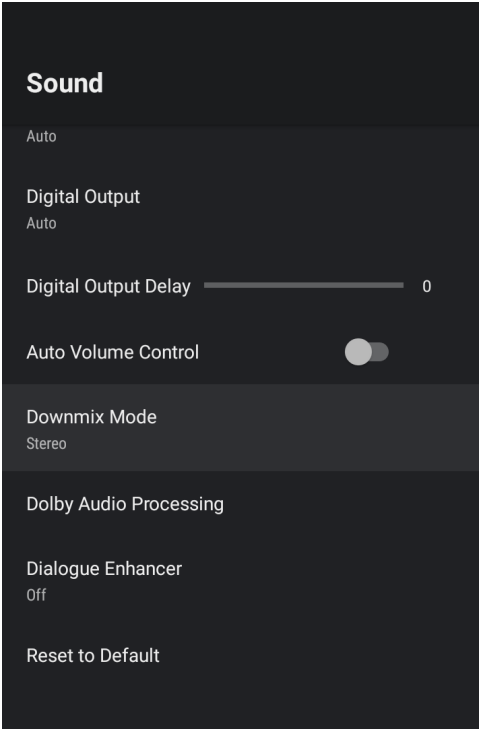 Sound
Auto
Digital Output
Auto
Digital Output Delay 0
Auto Volume Control
Downmix Mode
Stereo
Dolby Audio Processing
Dialogue Enhancer
Off
Reset to Default